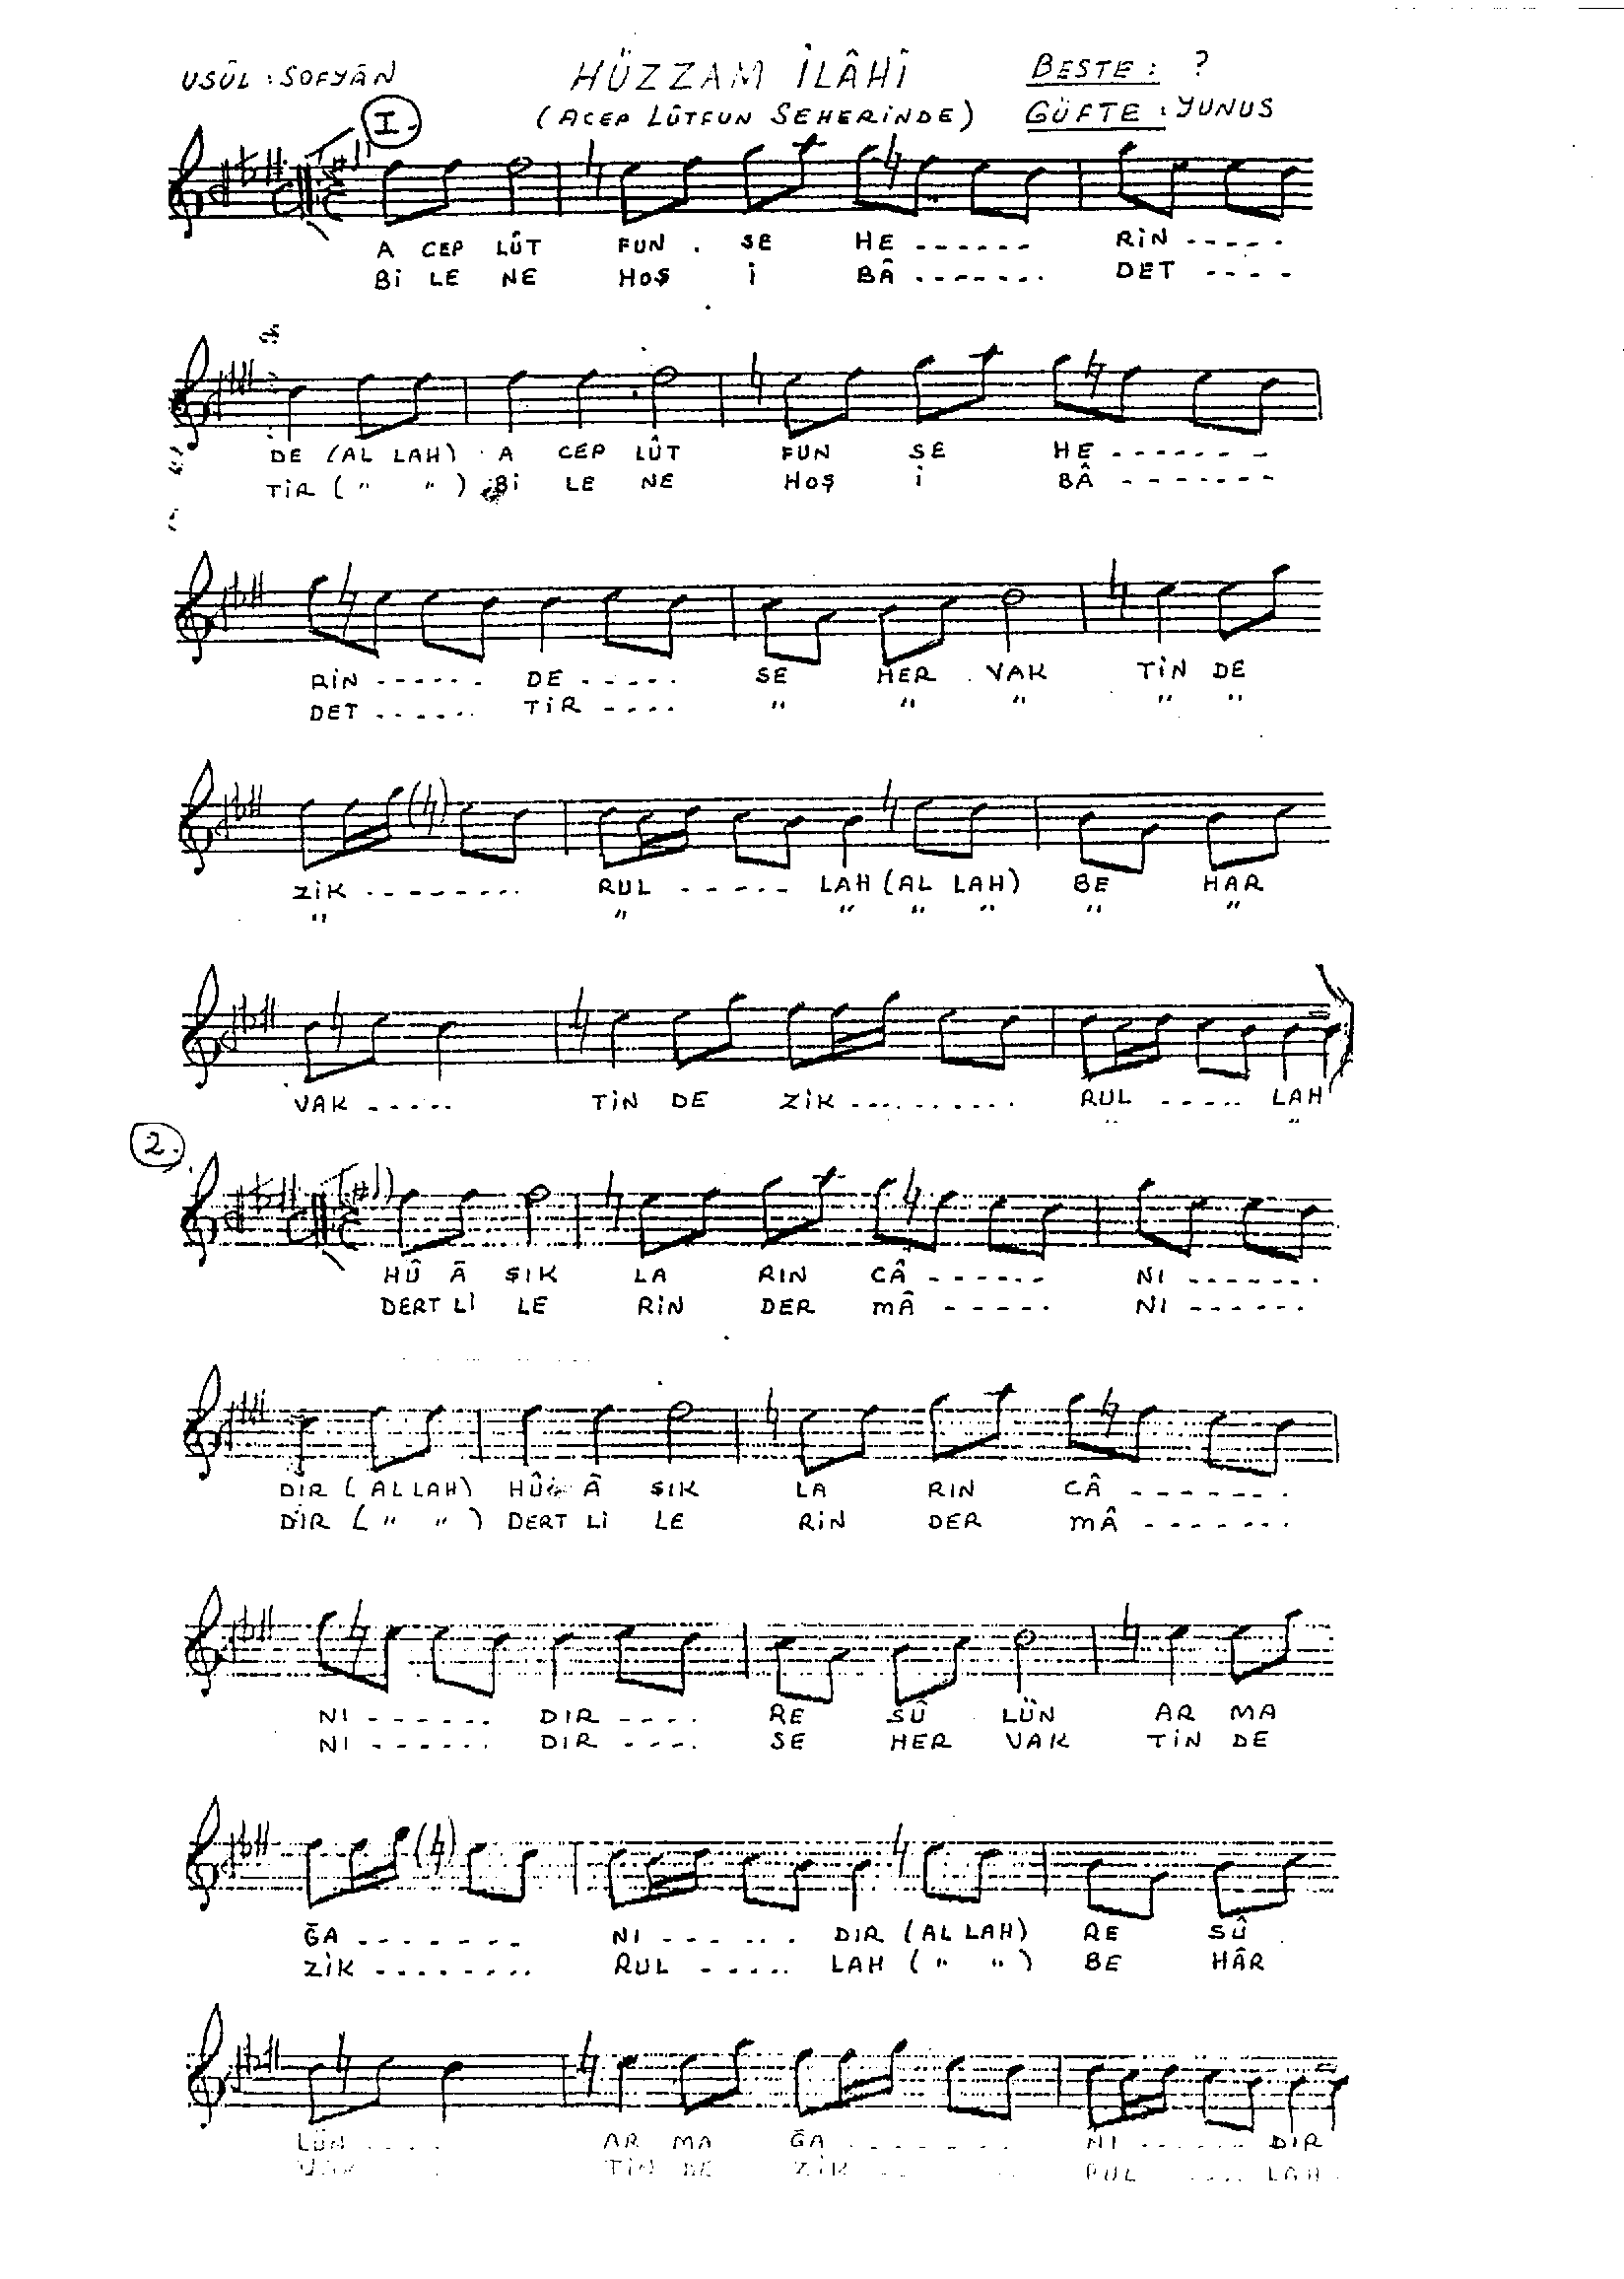 USÛL : SOFYÂN
HÜZZAM İLÂHÎ
BESTE : ?
(ACEP LÛTFUN SEHERİNDE)
GÜFTE : YUNUS
I.
A CEP LÛT FUN . SE HE ------ RİN -----
Bİ LE NE HOŞ İ BÂ ------- DET ----
DE (AL LAH) A CEP LÛT FUN SE HE -------
TİR (" ") Bİ LE NE HOŞ İ BÂ -------
RİN ------ DE ----- SE HER VAK TİN DE
DET ------ TİR ---- " " " " "
ZİK -------- RUL ----- LAH (AL LAH) BE HAR
" " " " " " "
VAK ----- TİN DE ZİK --------- RUL ----- LAH
" "
2.
HÛ Â ŞIK LA RIN CÂ ------ NI -------
DERT Lİ LE RİN DER MÂ ----- NI ------
DIR (AL LAH) HÛ Â ŞIK LA RIN CÂ -------
DİR (" ") DERT Lİ LE RİN DER MÂ ------
NI ------ DIR ---- RE SÛ LÜN AR MA
NI ------ DIR ---- SE HER VAK TİN DE
ĞA ------- NI ------ DIR (AL LAH) RE SÛ
ZİK -------- RUL ----- LAH (" ") BE HÂR
LÜN ---- AR MA ĞA ------- NI ------ DIR
VAK TİN DE ZİK ---- RUL ---- LAH